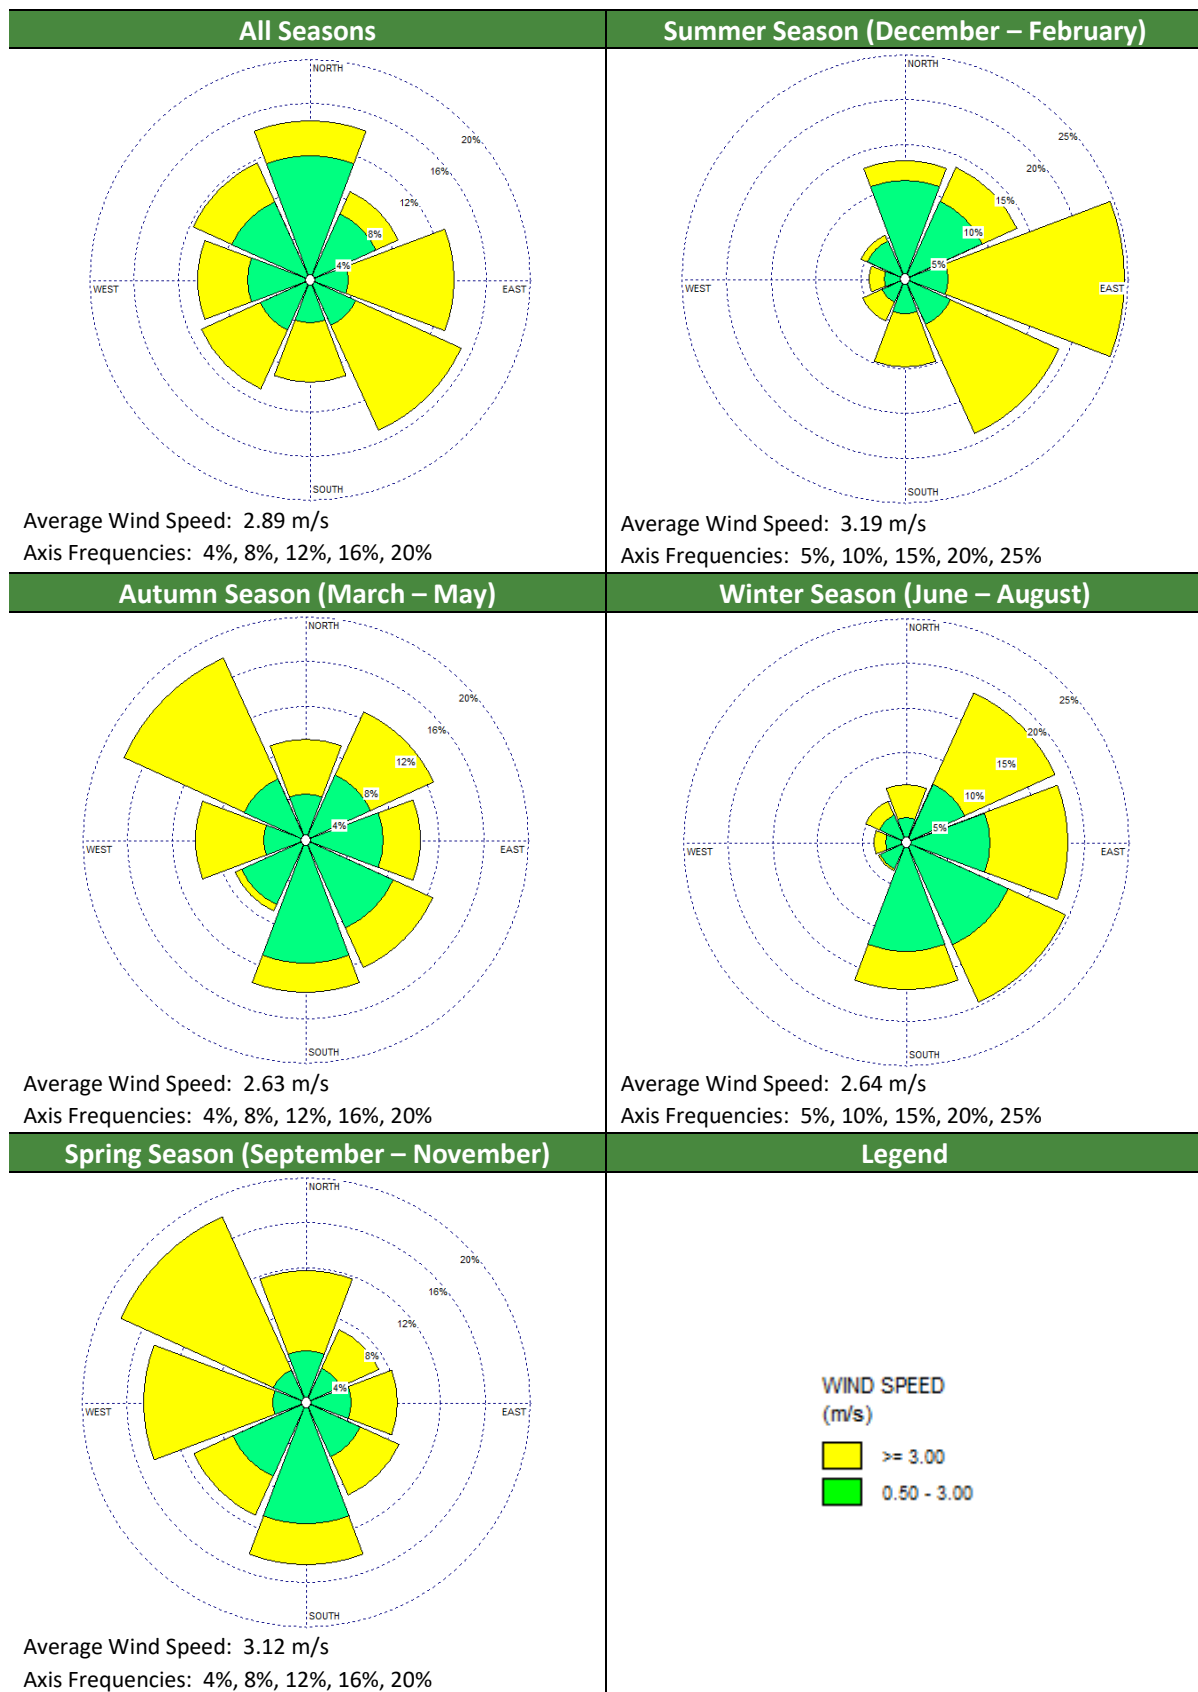 All Seasons
Summer Season (December – February)
NORTH
20%
16%
12%
8%
4%
WEST
EAST
SOUTH
NORTH
25%
20%
15%
10%
5%
WEST
EAST
SOUTH
Average Wind Speed: 2.89 m/s
Axis Frequencies: 4%, 8%, 12%, 16%, 20%
Average Wind Speed: 3.19 m/s
Axis Frequencies: 5%, 10%, 15%, 20%, 25%
Autumn Season (March – May)
Winter Season (June – August)
NORTH
20%
16%
12%
8%
4%
WEST
EAST
SOUTH
NORTH
25%
20%
15%
10%
5%
WEST
EAST
SOUTH
Average Wind Speed: 2.63 m/s
Axis Frequencies: 4%, 8%, 12%, 16%, 20%
Average Wind Speed: 2.64 m/s
Axis Frequencies: 5%, 10%, 15%, 20%, 25%
Spring Season (September – November)
Legend
NORTH
20%
16%
12%
8%
4%
WEST
EAST
SOUTH
WIND SPEED
(m/s)
>= 3.00
0.50 - 3.00
Average Wind Speed: 3.12 m/s
Axis Frequencies: 4%, 8%, 12%, 16%, 20%